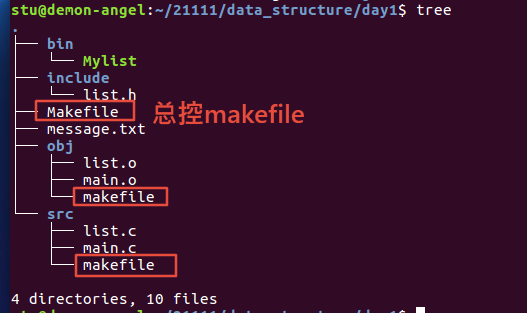 stu@demon-angel:~/21111/data_structure/day1$ tree
.
├── bin
│   └── Mylist
├── include
│   └── list.h
├── Makefile 总控makefile
├── message.txt
├── obj
│   ├── list.o
│   ├── main.o
│   └── makefile
└── src
    ├── list.c
    ├── main.c
    └── makefile
4 directories, 10 files